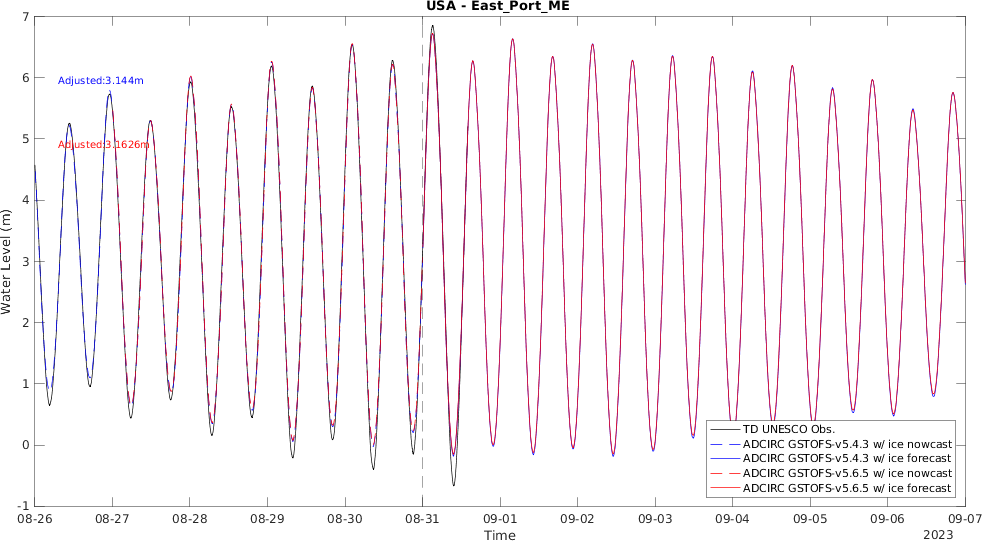 USA - East_Port_ME
7
6
5
4
3
2
1
0
-1
Water Level (m)
Adjusted:3.144m
Adjusted:3.1626m
TD UNESCO Obs.
ADCIRC GSTOFS-v5.4.3 w/ ice nowcast
ADCIRC GSTOFS-v5.4.3 w/ ice forecast
ADCIRC GSTOFS-v5.6.5 w/ ice nowcast
ADCIRC GSTOFS-v5.6.5 w/ ice forecast
08-26 08-27 08-28 08-29 08-30 08-31 09-01 09-02 09-03 09-04 09-05 09-06 09-07
Time
2023